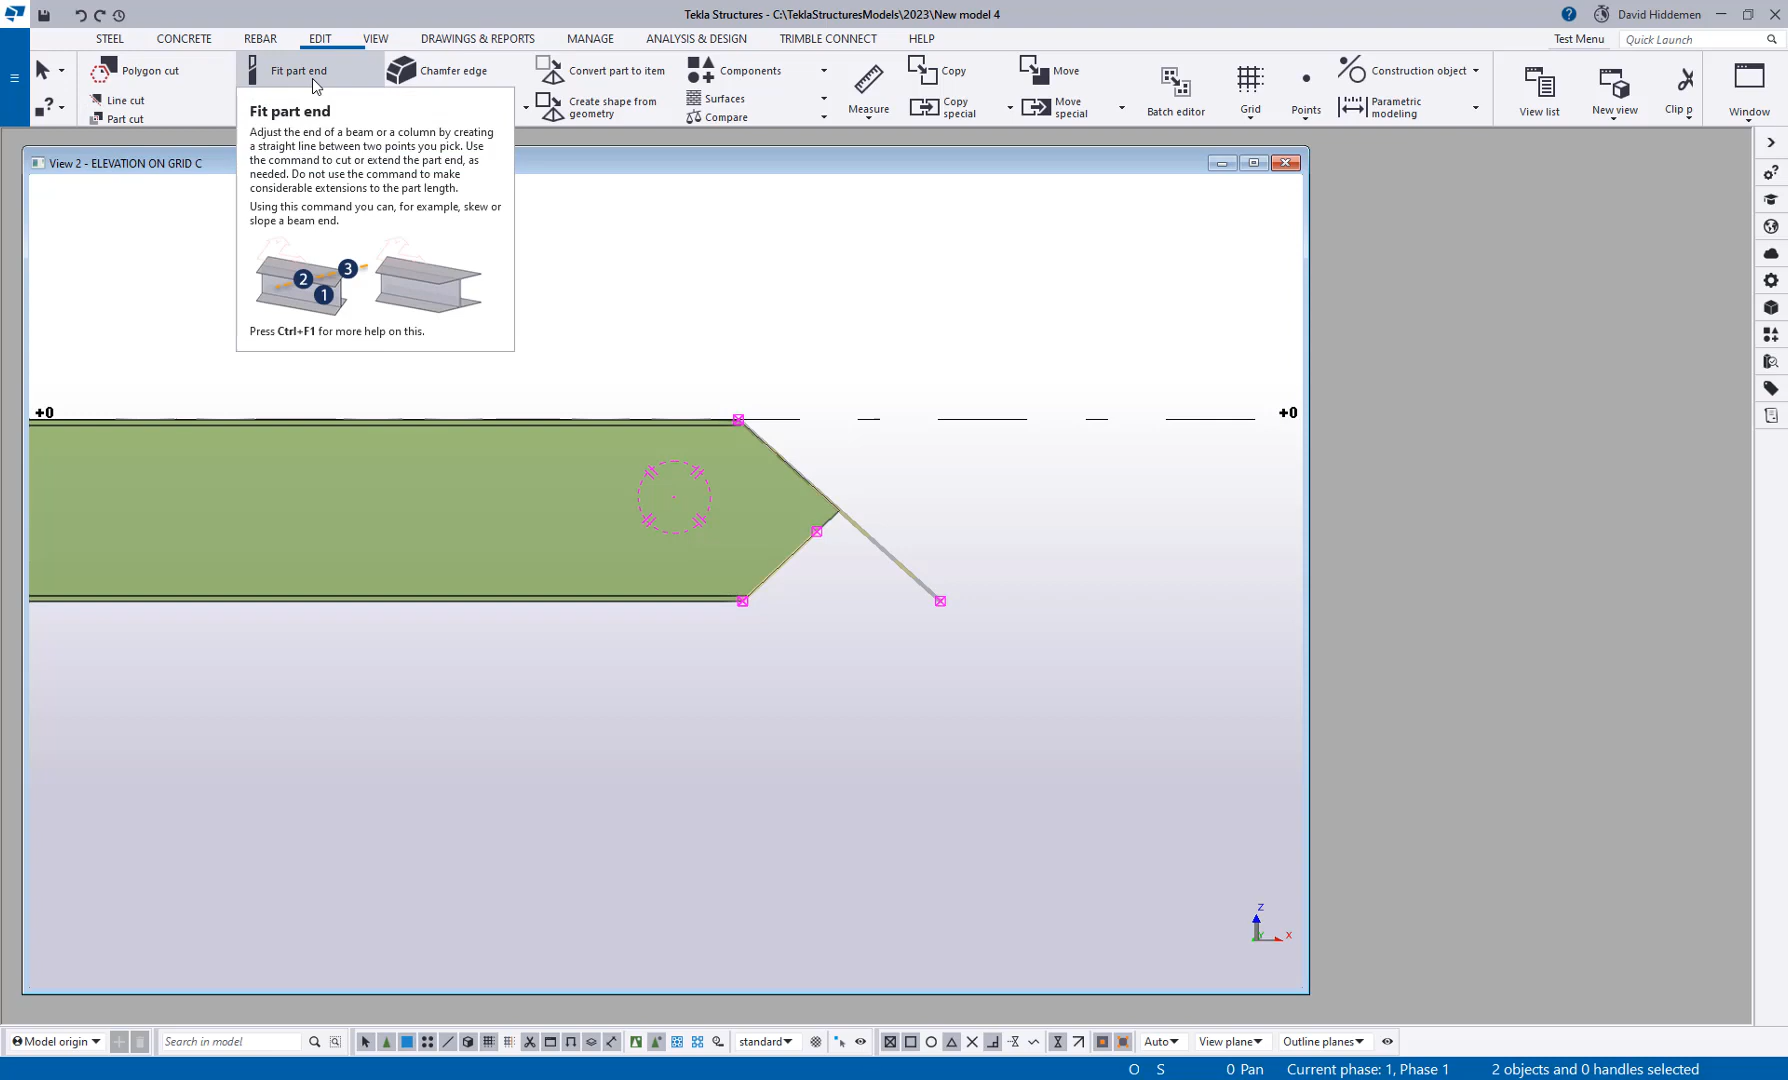 Tekla Structures - C:\TeklaStructuresModels\2023\New model 4
David Hiddemen
STEEL
CONCRETE
REBAR
EDIT
VIEW
DRAWINGS & REPORTS
MANAGE
ANALYSIS & DESIGN
TRIMBLE CONNECT
HELP
Test Menu
Quick Launch
Polygon cut
Line cut
Part cut
Fit part end
Chamfer edge
Convert part to item
Create shape from
geometry
Components
Surfaces
Compare
Measure
Copy
Copy
special
Move
Move
special
Batch editor
Grid
Points
Construction object
Parametric
modeling
View list
New view
Clip p
Window
Fit part end
Adjust the end of a beam or a column by creating
a straight line between two points you pick. Use
the command to cut or extend the part end, as
needed. Do not use the command to make
considerable extensions to the part length.
Using this command you can, for example, skew or
slope a beam end.
1
2
3
Press Ctrl+F1 for more help on this.
View 2 - ELEVATION ON GRID C
+0
+0
Z
Y
X
Model origin
Search in model
standard
Auto
View plane
Outline planes
O
S
0 Pan
Current phase: 1, Phase 1
2 objects and 0 handles selected